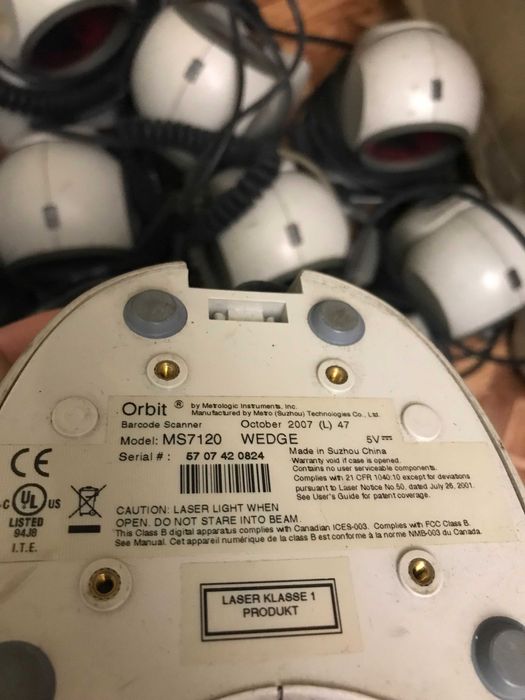 Orbit ® by Metrologic Instruments, Inc.
Manufactured by Metro (Suzhou) Technologies Co., Ltd.
Barcode Scanner October 2007 (L) 47
Model: MS7120 WEDGE 5V
Serial #: 57 07 42 0824
Made in Suzhou China
Warranty void if case is opened.
Contains no user serviceable components.
Complies with 21 CFR 1040.10 except for deviations
pursuant to Laser Notice No.50, dated July 26, 2001.
See User's Guide for patent coverage.
CE
C UL US
LISTED
94J8
I.T.E.
CAUTION: LASER LIGHT WHEN
OPEN. DO NOT STARE INTO BEAM.
This Class B digital apparatus complies with Canadian ICES-003. Complies with FCC Class B.
See Manual. Cet appareil numérique de la class B est conforme à la norme NMB-003 du Canada.
LASER KLASSE 1
PRODUKT